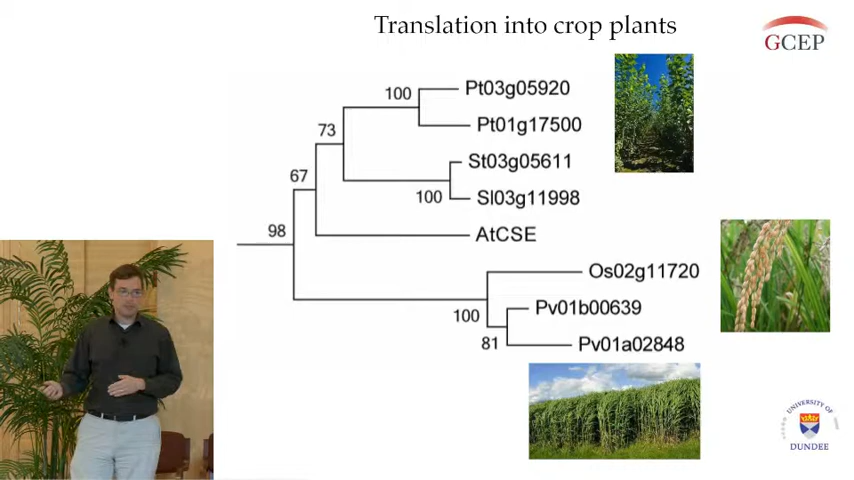 Translation into crop plants
GCEP
Pt03g05920
100
Pt01g17500
73
St03g05611
67
100
Sl03g11998
98
AtCSE
Os02g11720
100
Pv01b00639
81
Pv01a02848
UNIVERSITY OF
DUNDEE